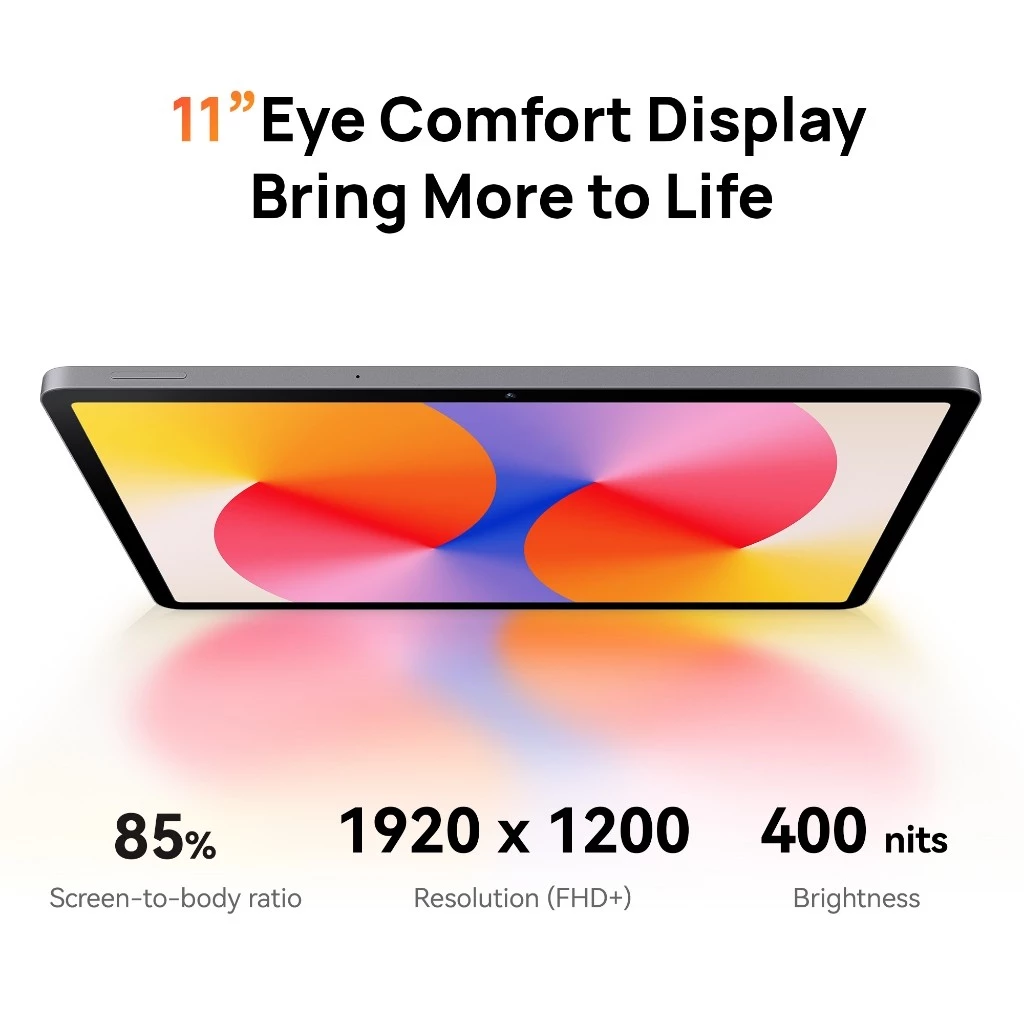 11”Eye Comfort Display
Bring More to Life
85%
Screen-to-body ratio
1920 x 1200
Resolution (FHD+)
400 nits
Brightness